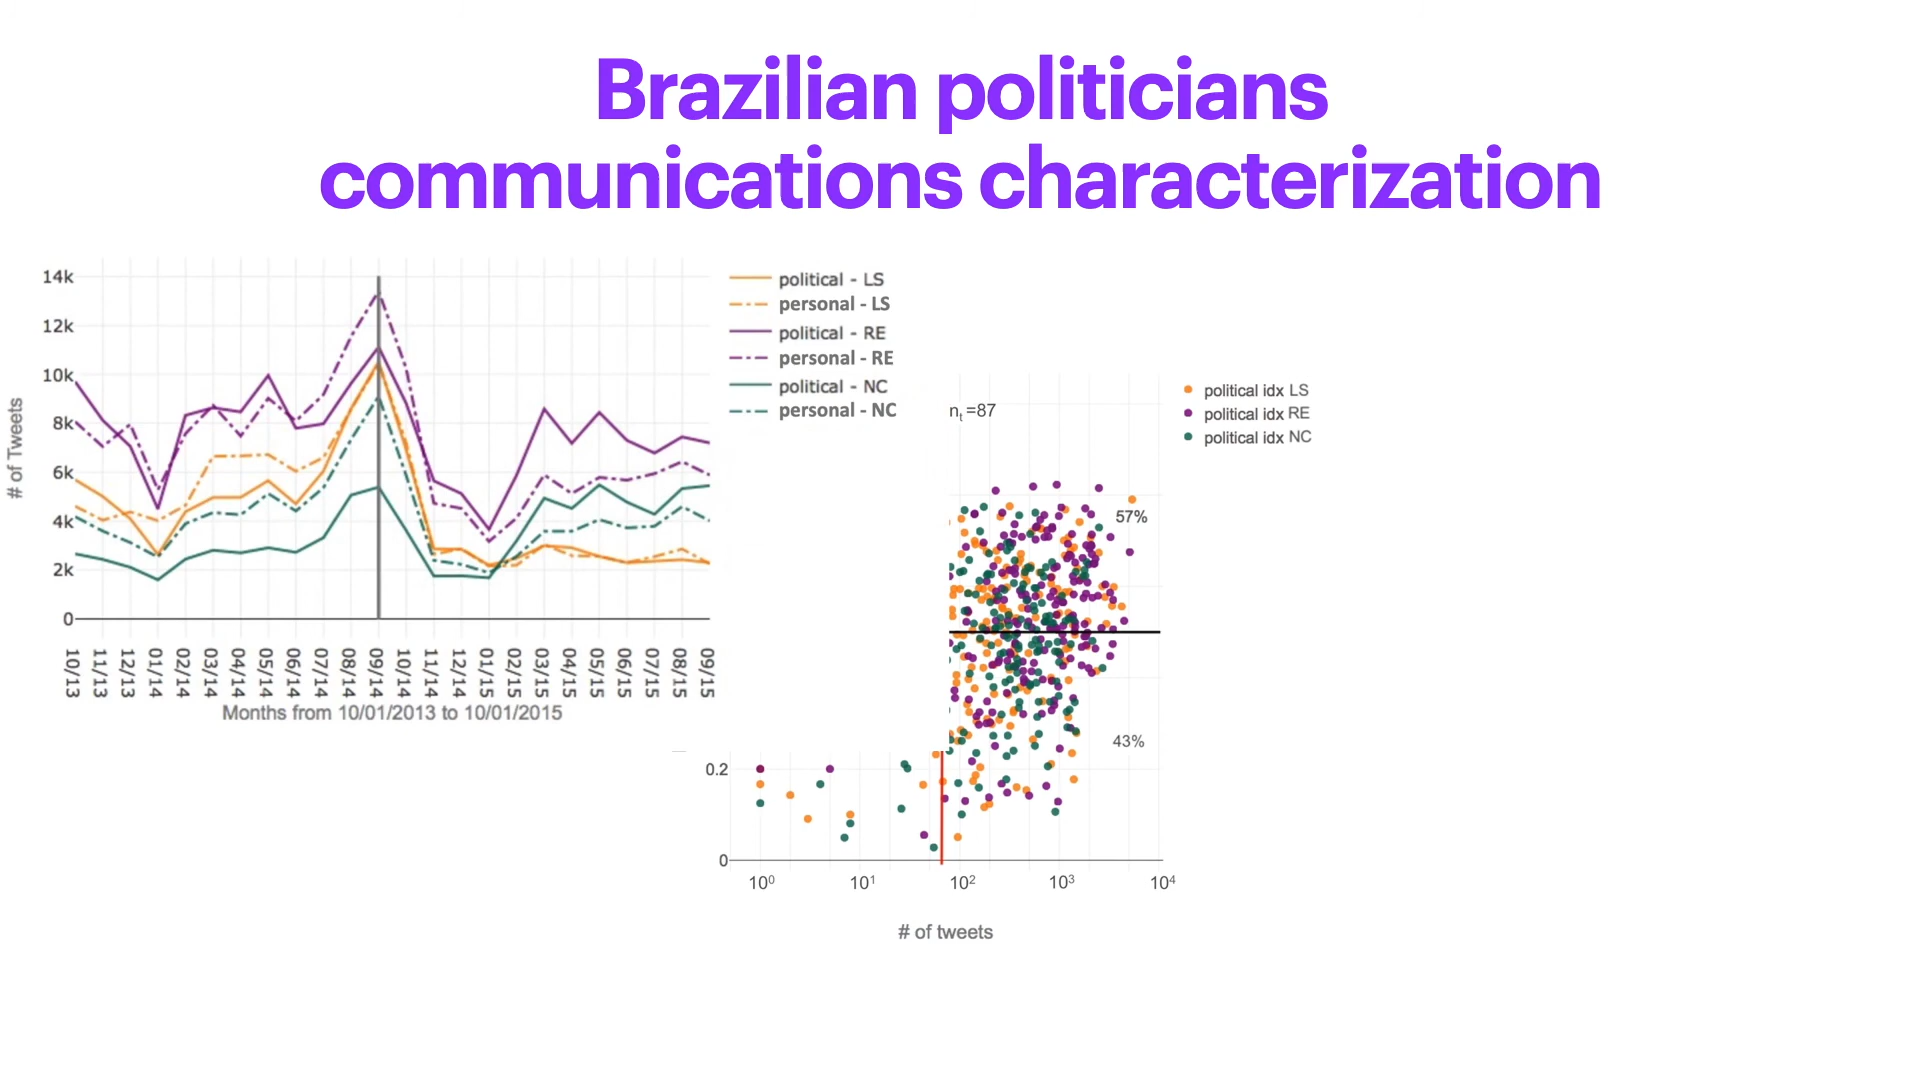 Brazilian politicians
communications characterization
14k
12k
10k
8k
6k
4k
2k
0
# of Tweets
10/13
11/13
12/13
01/14
02/14
03/14
04/14
05/14
06/14
07/14
08/14
09/14
10/14
11/14
12/14
01/15
02/15
03/15
04/15
05/15
06/15
07/15
08/15
09/15
Months from 10/01/2013 to 10/01/2015
political - LS
personal - LS
political - RE
personal - RE
political - NC
personal - NC
nt =87
political idx LS
political idx RE
political idx NC
57%
43%
0.2
0
10⁰
10¹
10²
10³
10⁴
# of tweets